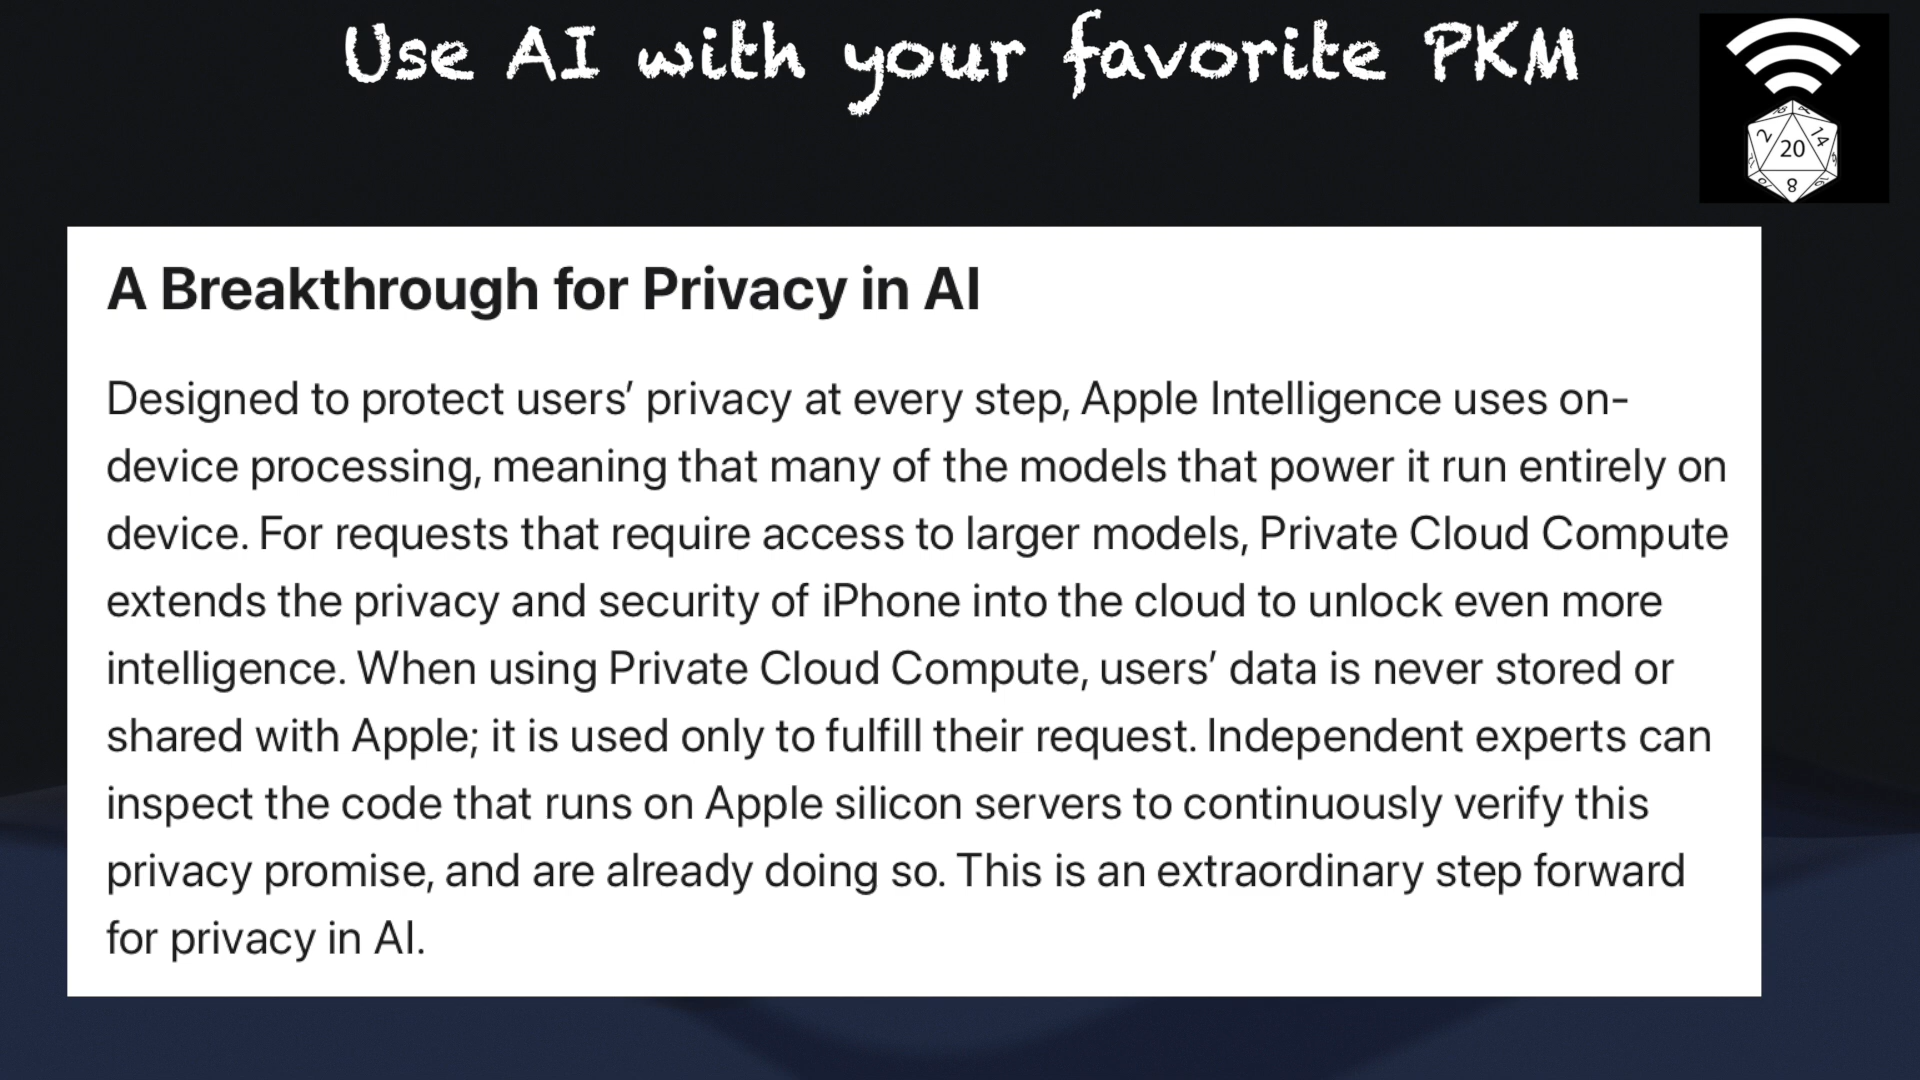 Use AI with your favorite PKM
2
14
20
8
A Breakthrough for Privacy in AI
Designed to protect users’ privacy at every step, Apple Intelligence uses on-
device processing, meaning that many of the models that power it run entirely on
device. For requests that require access to larger models, Private Cloud Compute
extends the privacy and security of iPhone into the cloud to unlock even more
intelligence. When using Private Cloud Compute, users’ data is never stored or
shared with Apple; it is used only to fulfill their request. Independent experts can
inspect the code that runs on Apple silicon servers to continuously verify this
privacy promise, and are already doing so. This is an extraordinary step forward
for privacy in AI.